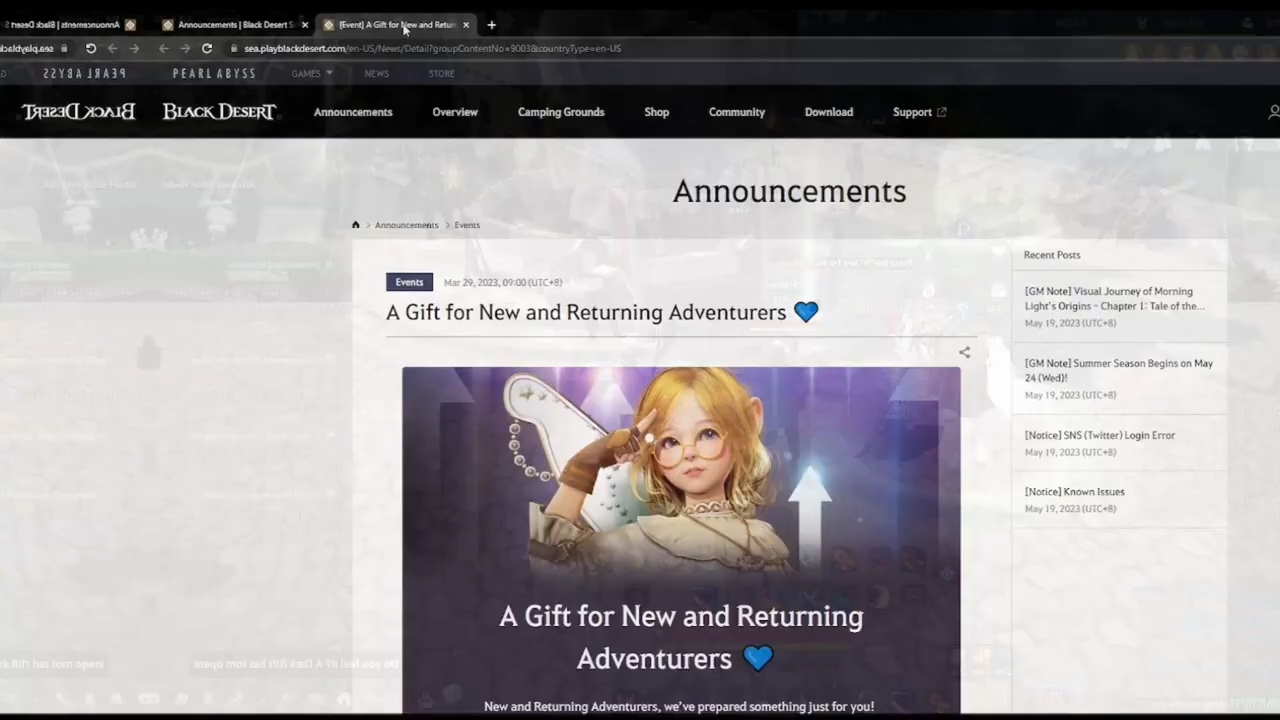 Announcements | Black Desert S
[Event] A Gift for New and Retur
sea.playblackdesert.com/en-US/News/Detail?groupContentNo=9003&countryType=en-US
PEARL ABYSS
PEARL ABYSS
GAMES
NEWS
STORE
BLACK DESERT
BLACK DESERT
Announcements
Overview
Camping Grounds
Shop
Community
Download
Support
Announcements
> Announcements > Events
Events
Mar 29, 2023, 09:00 (UTC+8)
A Gift for New and Returning Adventurers 💙
A Gift for New and Returning
Adventurers 💙
New and Returning Adventurers, we've prepared something just for you!
Recent Posts
[GM Note] Visual Journey of Morning
Light's Origins – Chapter 1: Tale of the...
May 19, 2023 (UTC+8)
[GM Note] Summer Season Begins on May
24 (Wed)!
May 19, 2023 (UTC+8)
[Notice] SNS (Twitter) Login Error
May 19, 2023 (UTC+8)
[Notice] Known Issues
May 19, 2023 (UTC+8)